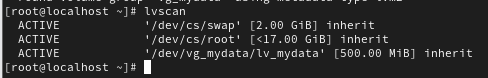 [root@localhost ~]# lvscan
ACTIVE '/dev/cs/swap' [2.00 GiB] inherit
ACTIVE '/dev/cs/root' [<17.00 GiB] inherit
ACTIVE '/dev/vg_mydata/lv_mydata' [500.00 MiB] inherit
[root@localhost ~]#